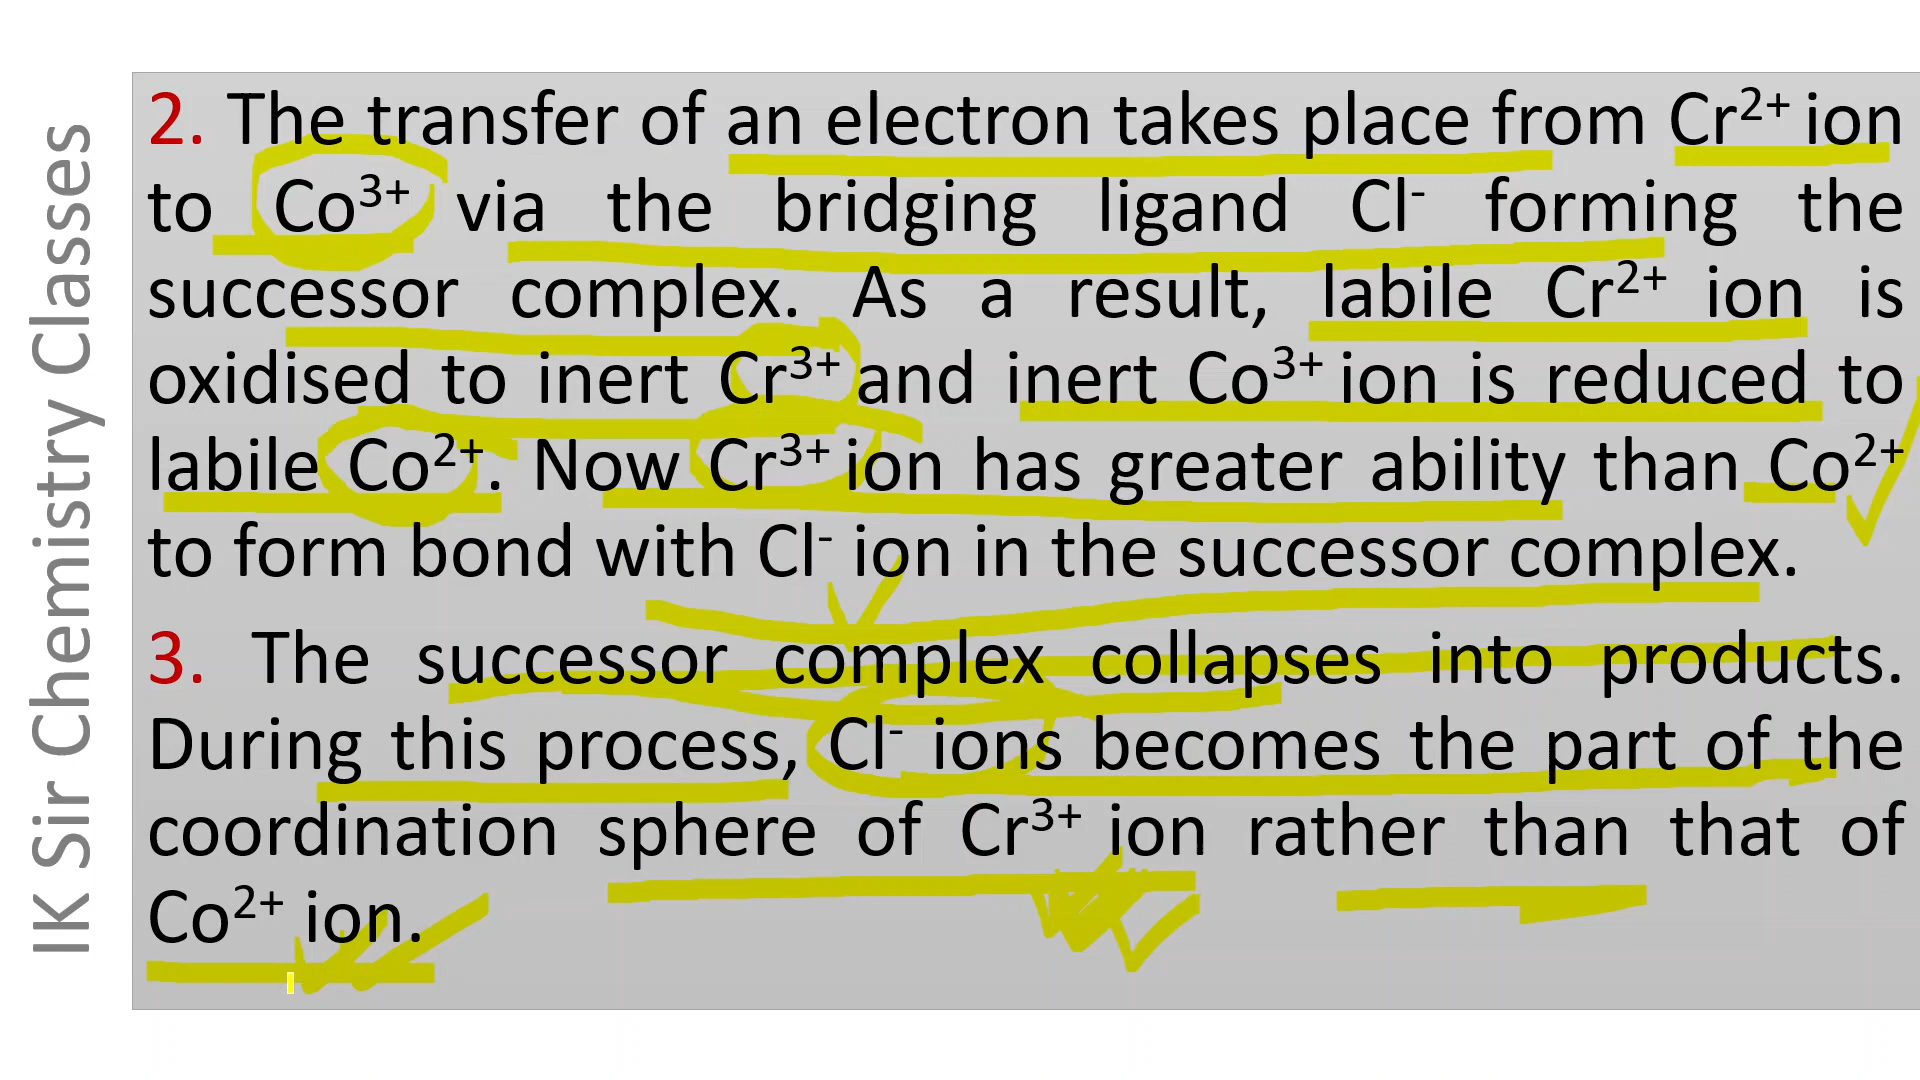 IK Sir Chemistry Classes
2. The transfer of an electron takes place from Cr²⁺ ion
to Co³⁺ via the bridging ligand Cl⁻ forming the
successor complex. As a result, labile Cr²⁺ ion is
oxidised to inert Cr³⁺ and inert Co³⁺ ion is reduced to
labile Co²⁺. Now Cr³⁺ ion has greater ability than Co²⁺
to form bond with Cl⁻ ion in the successor complex.
3. The successor complex collapses into products.
During this process, Cl⁻ ions becomes the part of the
coordination sphere of Cr³⁺ ion rather than that of
Co²⁺ ion.